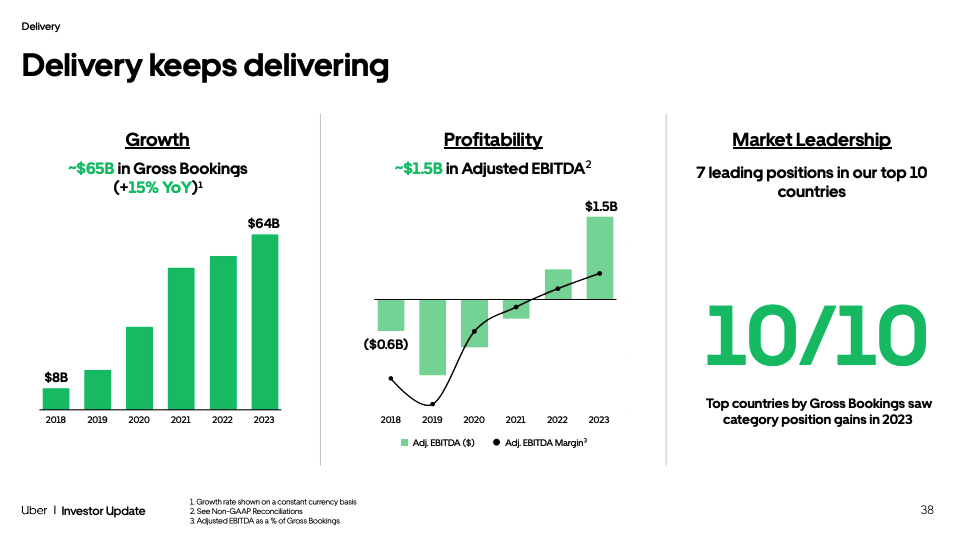 Delivery
Delivery keeps delivering
Growth
~$65B in Gross Bookings
(+15% YoY)¹
$64B
$8B
2018 2019 2020 2021 2022 2023
Profitability
~$1.5B in Adjusted EBITDA²
$1.5B
($0.6B)
2018 2019 2020 2021 2022 2023
Adj. EBITDA ($) Adj. EBITDA Margin³
Market Leadership
7 leading positions in our top 10
countries
10/10
Top countries by Gross Bookings saw
category position gains in 2023
Uber | Investor Update
1. Growth rate shown on a constant currency basis
2. See Non-GAAP Reconciliations
3. Adjusted EBITDA as a % of Gross Bookings
38